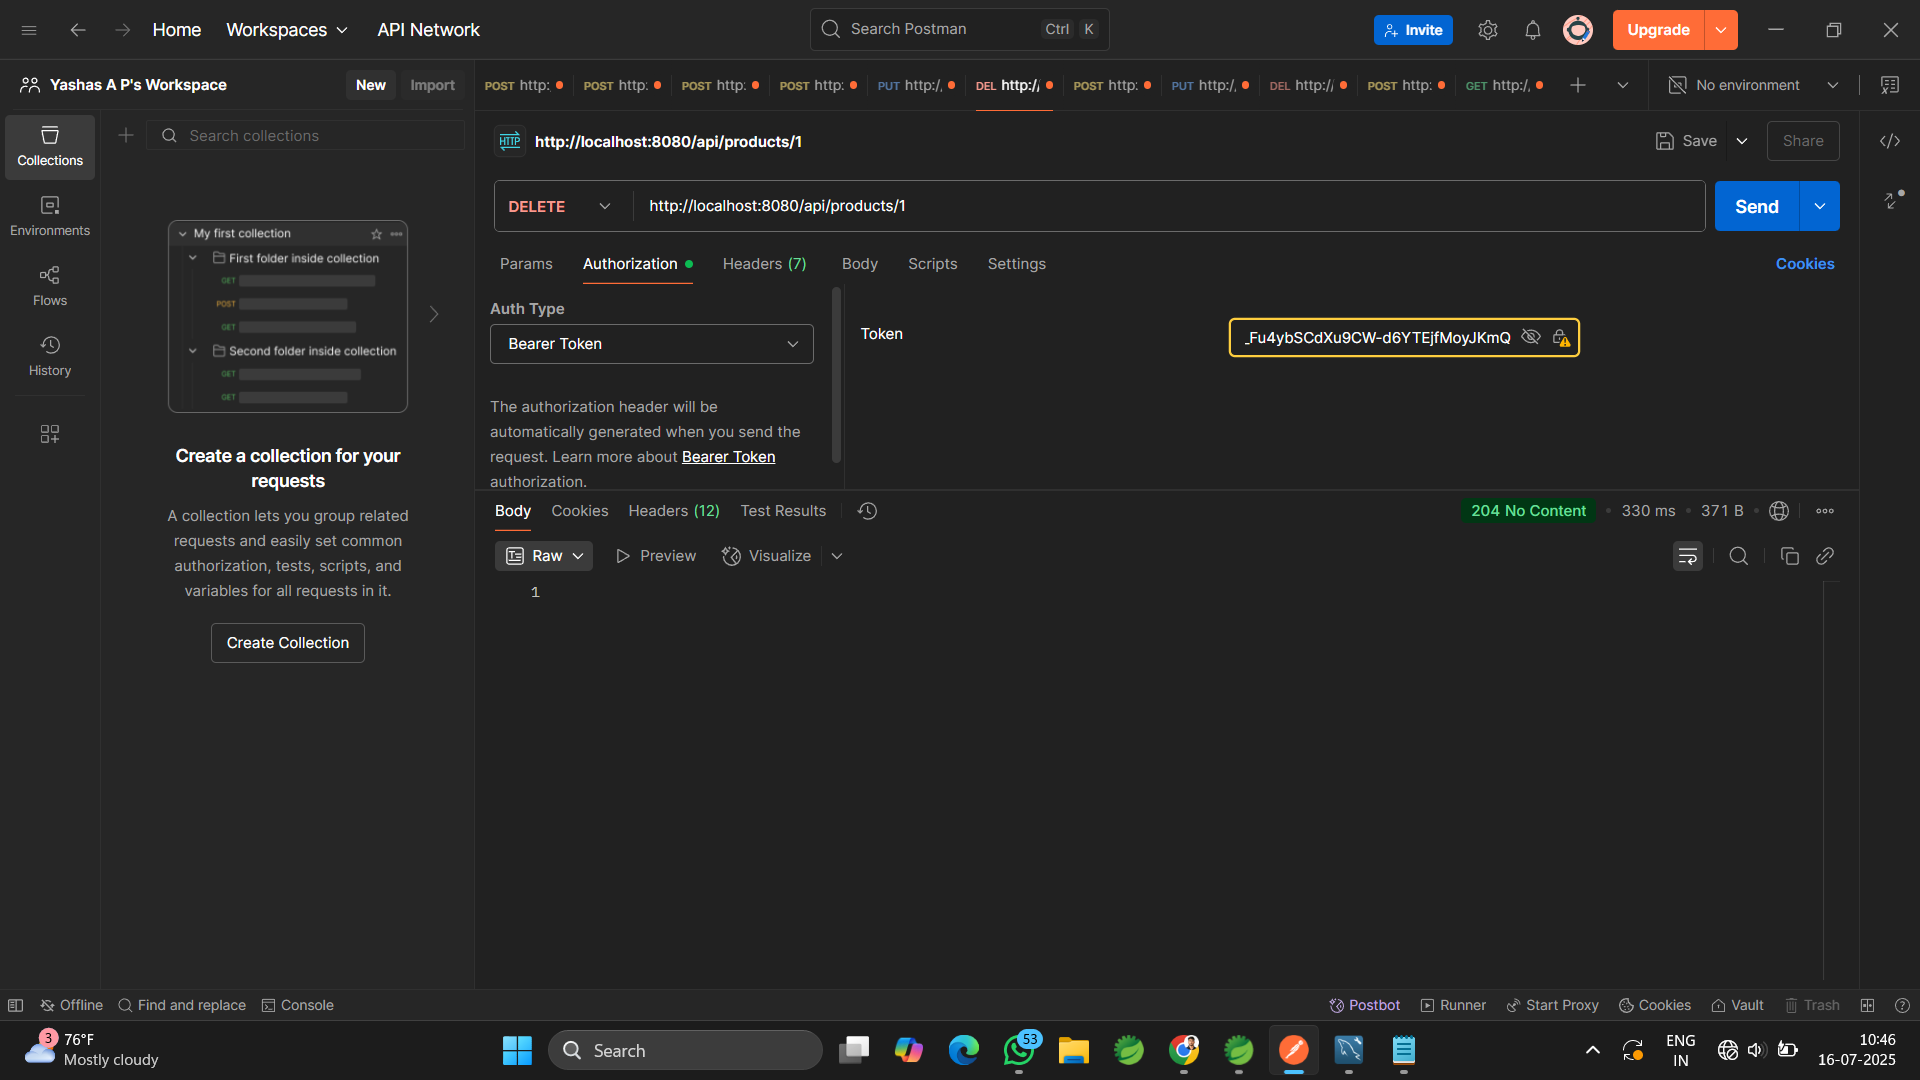 Home
Workspaces
API Network
Search Postman
Ctrl K
Invite
Upgrade
Yashas A P's Workspace
New
Import
POST http:
POST http:
POST http:
POST http:
PUT http:/
DEL http://
POST http:
PUT http:/
DEL http://
POST http:
GET http:/
No environment
Collections
Environments
Flows
History
Search collections
My first collection
First folder inside collection
GET
POST
GET
Second folder inside collection
GET
GET
Create a collection for your
requests
A collection lets you group related
requests and easily set common
authorization, tests, scripts, and
variables for all requests in it.
Create Collection
HTTP
http://localhost:8080/api/products/1
Save
Share
DELETE
http://localhost:8080/api/products/1
Send
Params
Authorization
Headers (7)
Body
Scripts
Settings
Cookies
Auth Type
Bearer Token
The authorization header will be
automatically generated when you send the
request. Learn more about Bearer Token
authorization.
Token
_Fu4ybSCdXu9CW-d6YTEjfMoyJKmQ
Body
Cookies
Headers (12)
Test Results
204 No Content
330 ms
371 B
Raw
Preview
Visualize
1
Offline
Find and replace
Console
Postbot
Runner
Start Proxy
Cookies
Vault
Trash
3
76°F
Mostly cloudy
Search
53
ENG
IN
10:46
16-07-2025